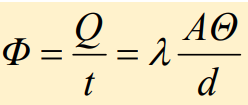 Φ = Q/t = λ AΘ/d